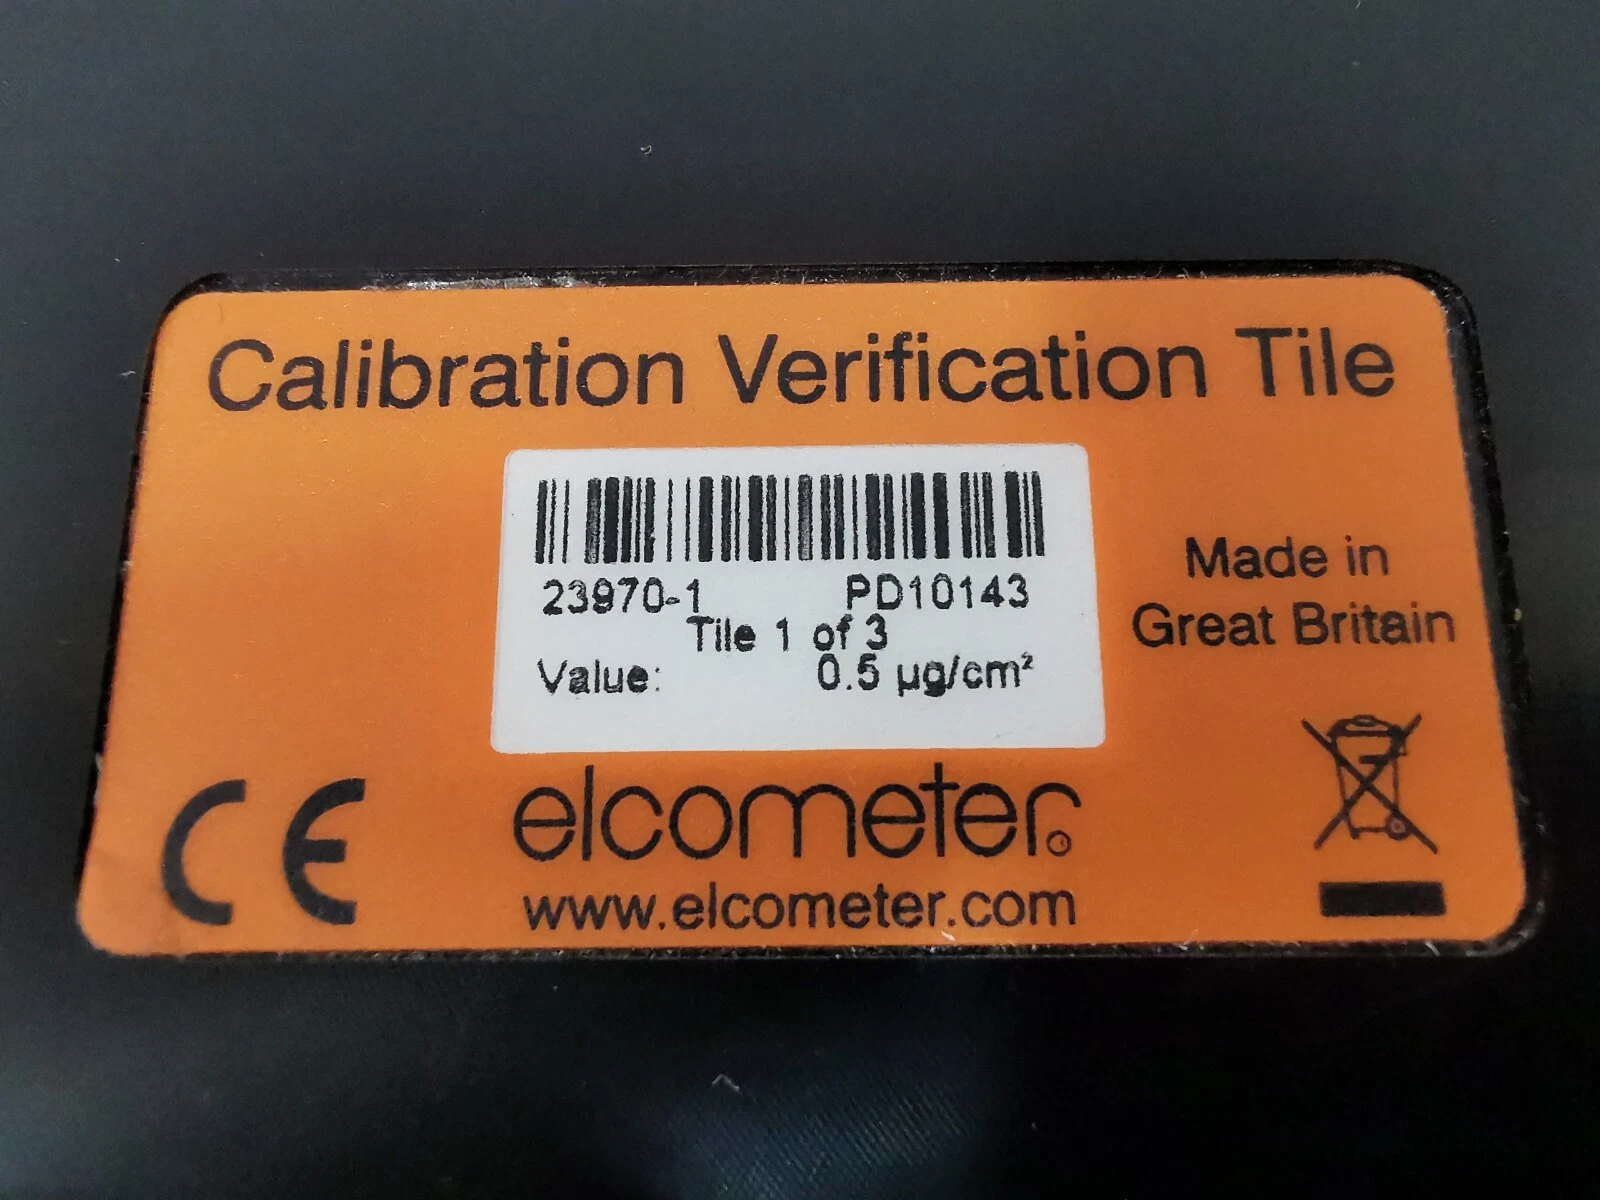 Calibration Verification Tile
23970-1 PD10143
Tile 1 of 3
Value: 0.5 µg/cm²
Made in
Great Britain
CE
elcometer
www.elcometer.com